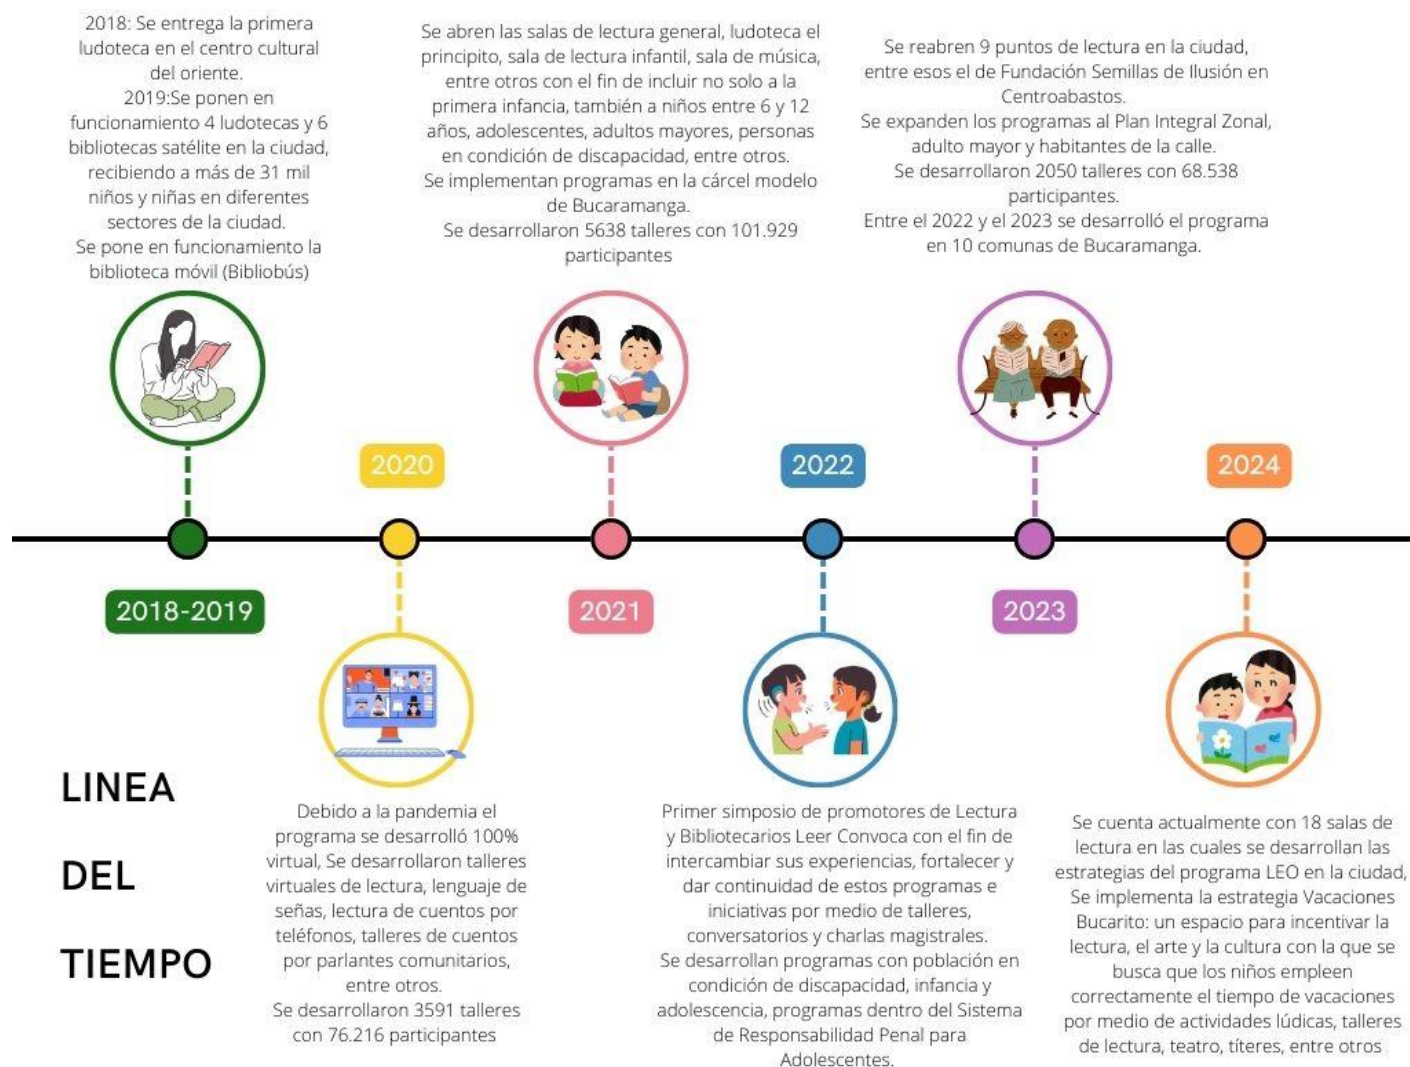 2018: Se entrega la primera
ludoteca en el centro cultural
del oriente.
2019:Se ponen en
funcionamiento 4 ludotecas y 6
bibliotecas satélite en la ciudad,
recibiendo a más de 31 mil
niños y niñas en diferentes
sectores de la ciudad.
Se pone en funcionamiento la
biblioteca móvil (Bibliobús)
Se abren las salas de lectura general, ludoteca el
principito, sala de lectura infantil, sala de música,
entre otros con el fin de incluir no solo a la
primera infancia, también a niños entre 6 y 12
años, adolescentes, adultos mayores, personas
en condición de discapacidad, entre otros.
Se implementan programas en la cárcel modelo
de Bucaramanga.
Se desarrollaron 5638 talleres con 101.929
participantes
Se reabren 9 puntos de lectura en la ciudad,
entre esos el de Fundación Semillas de Ilusión en
Centroabastos.
Se expanden los programas al Plan Integral Zonal,
adulto mayor y habitantes de la calle.
Se desarrollaron 2050 talleres con 68.538
participantes.
Entre el 2022 y el 2023 se desarrolló el programa
en 10 comunas de Bucaramanga.
2020
2022
2024
2018-2019
2021
2023
LINEA
DEL
TIEMPO
Debido a la pandemia el
programa se desarrolló 100%
virtual, Se desarrollaron talleres
virtuales de lectura, lenguaje de
señas, lectura de cuentos por
teléfonos, talleres de cuentos
por parlantes comunitarios,
entre otros.
Se desarrollaron 3591 talleres
con 76.216 participantes
Primer simposio de promotores de Lectura
y Bibliotecarios Leer Convoca con el fin de
intercambiar sus experiencias, fortalecer y
dar continuidad de estos programas e
iniciativas por medio de talleres,
conversatorios y charlas magistrales.
Se desarrollan programas con población en
condición de discapacidad, infancia y
adolescencia, programas dentro del Sistema
de Responsabilidad Penal para
Adolescentes.
Se cuenta actualmente con 18 salas de
lectura en las cuales se desarrollan las
estrategias del programa LEO en la ciudad,
Se implementa la estrategia Vacaciones
Bucarito: un espacio para incentivar la
lectura, el arte y la cultura con la que se
busca que los niños empleen
correctamente el tiempo de vacaciones
por medio de actividades lúdicas, talleres
de lectura, teatro, títeres, entre otros